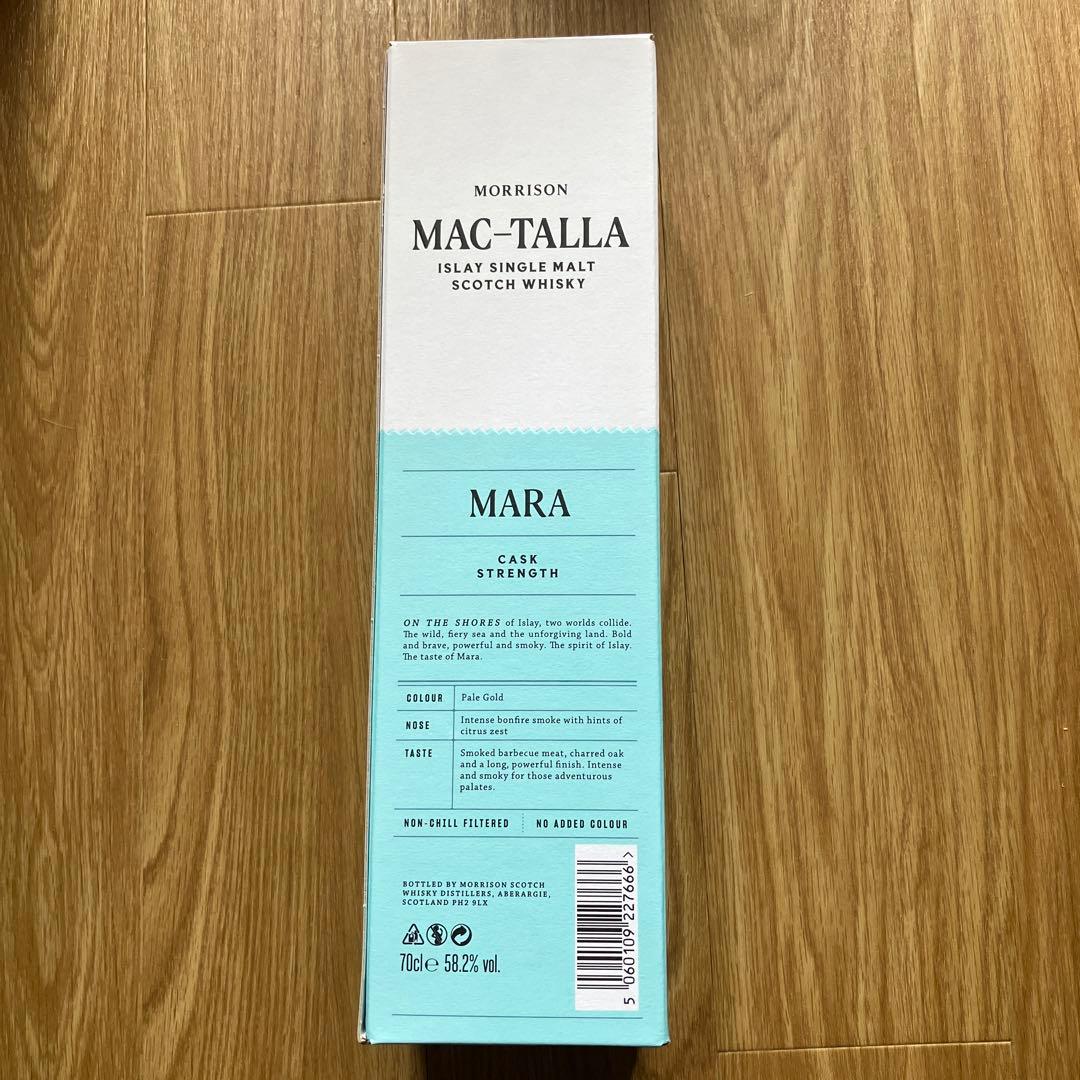 MORRISON
MAC–TALLA
ISLAY SINGLE MALT
SCOTCH WHISKY
MARA
CASK
STRENGTH
ON THE SHORES of Islay, two worlds collide.
The wild, fiery sea and the unforgiving land. Bold
and brave, powerful and smoky. The spirit of Islay.
The taste of Mara.
COLOUR Pale Gold
NOSE Intense bonfire smoke with hints of
citrus zest
TASTE Smoked barbecue meat, charred oak
and a long, powerful finish. Intense
and smoky for those adventurous
palates.
NON-CHILL FILTERED NO ADDED COLOUR
BOTTLED BY MORRISON SCOTCH
WHISKY DISTILLERS, ABERARGIE,
SCOTLAND PH2 9LX
70cl℮ 58.2% vol.
5 060109 227666 >